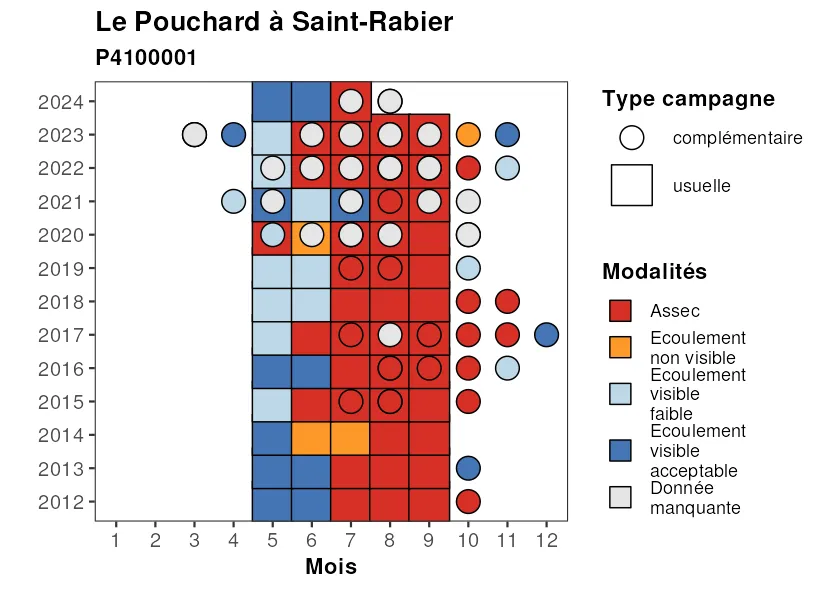 Le Pouchard à Saint-Rabier
P4100001
2024
2023
2022
2021
2020
2019
2018
2017
2016
2015
2014
2013
2012
1 2 3 4 5 6 7 8 9 10 11 12
Mois
Type campagne
complémentaire
usuelle
Modalités
Assec
Ecoulement
non visible
Ecoulement
visible
faible
Ecoulement
visible
acceptable
Donnée
manquante